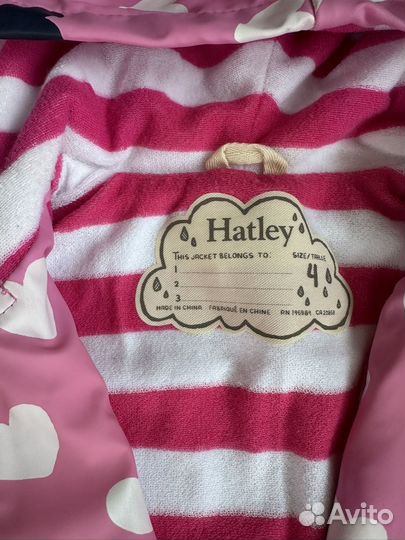 Hatley
THIS JACKET BELONGS TO:
SIZE/TAILLE
4
1
2
3
MADE IN CHINA FABRIQUÉ EN CHINE
Avito